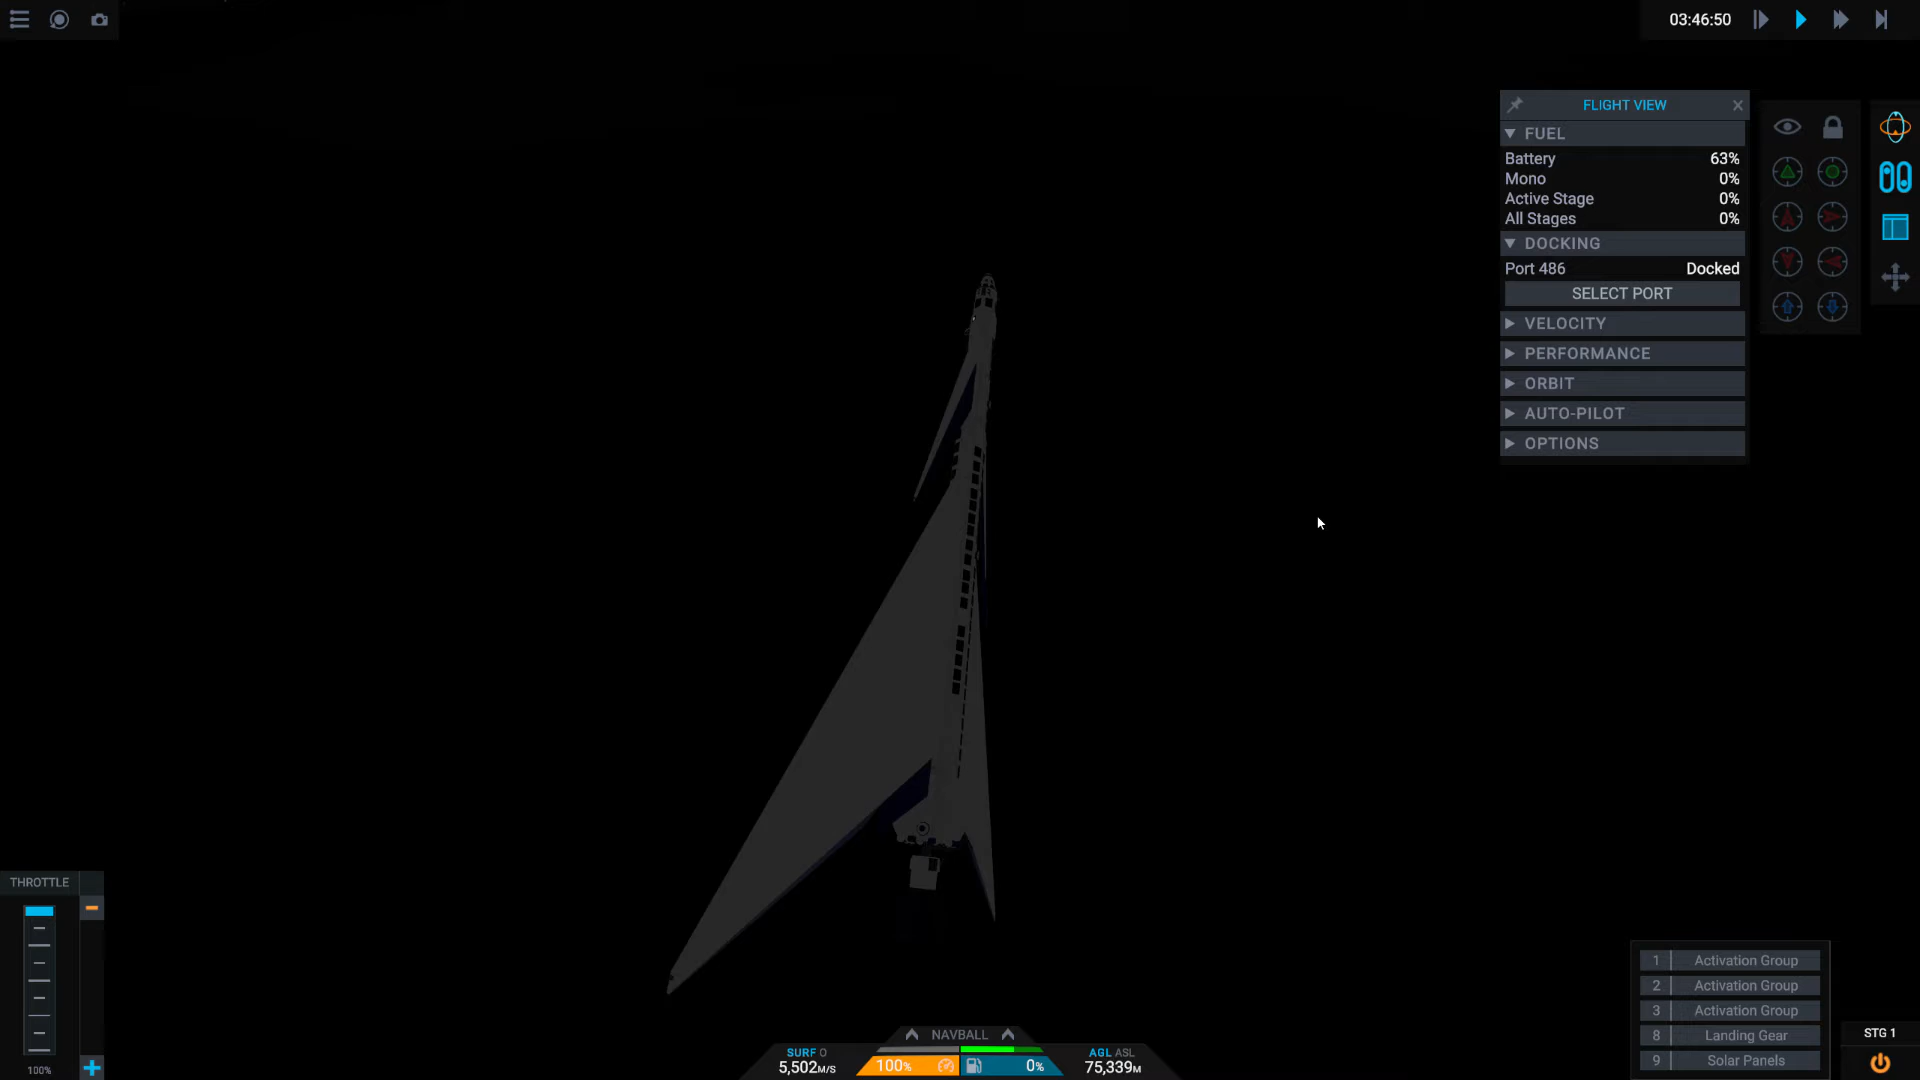 03:46:50
FLIGHT VIEW
FUEL
Battery 63%
Mono 0%
Active Stage 0%
All Stages 0%
DOCKING
Port 486 Docked
SELECT PORT
VELOCITY
PERFORMANCE
ORBIT
AUTO-PILOT
OPTIONS
THROTTLE
100%
NAVBALL
SURF O
5,502M/S
100%
0%
AGL ASL
75,339M
1 Activation Group
2 Activation Group
3 Activation Group
8 Landing Gear
9 Solar Panels
STG 1